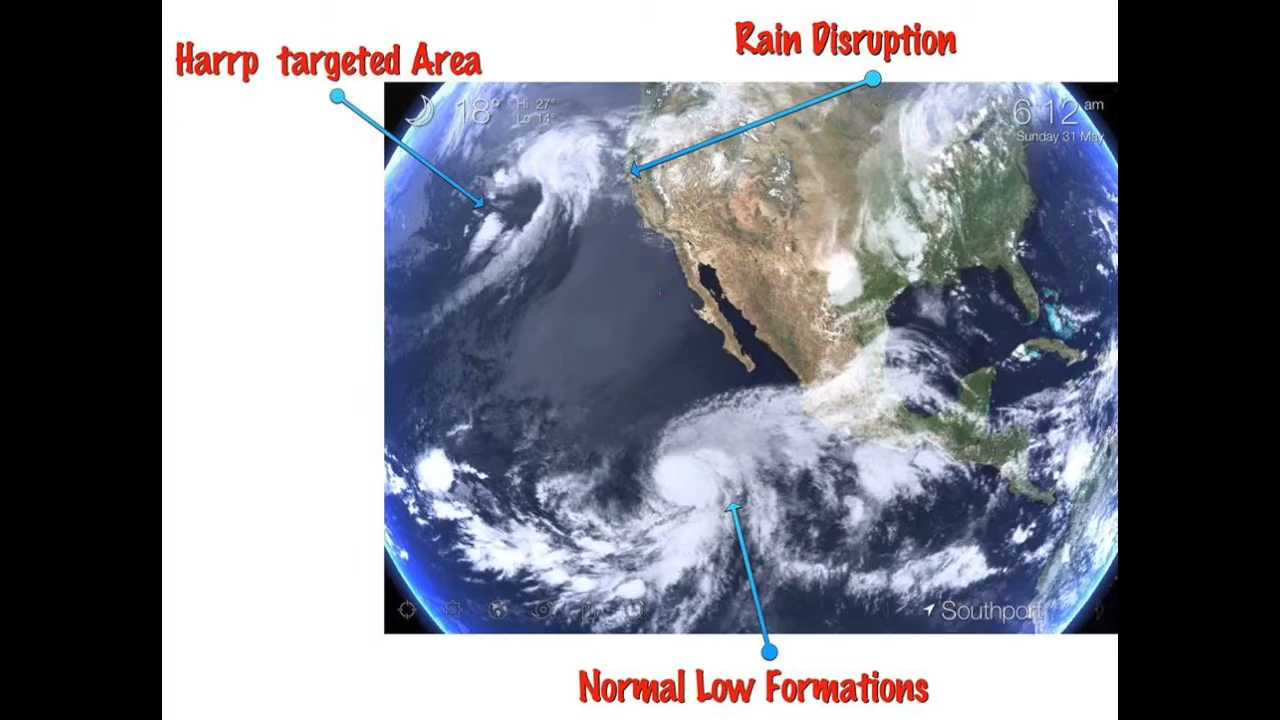 Harrp targeted Area
Rain Disruption
18°
Hi 27°
Lo 14°
6:12 am
Sunday 31 May
Southport
Normal Low Formations